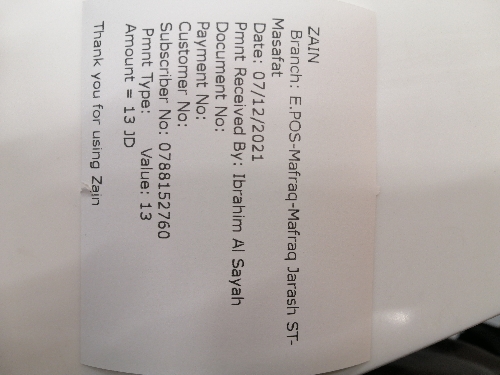 ZAIN
Branch: E.POS-Mafraq-Mafraq Jarash ST-
Masafat
Date: 07/12/2021
Pmnt Received By: Ibrahim Al Sayah
Document No:
Payment No:
Customer No:
Subscriber No: 0788152760
Pmnt Type: Value: 13
Amount = 13 JD
Thank you for using Zain